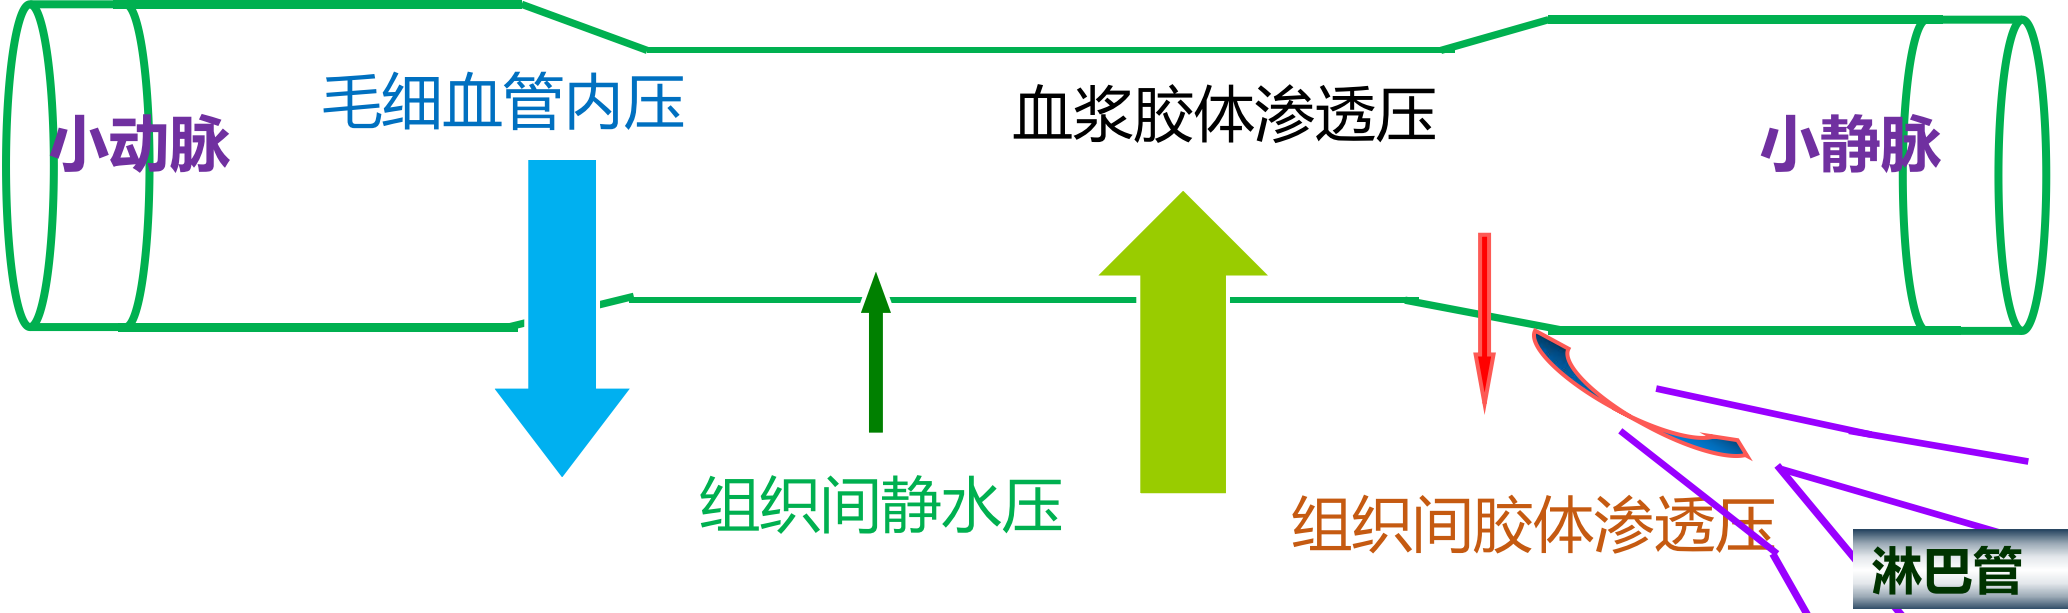 毛细血管内压
血浆胶体渗透压
小动脉
小静脉
组织间静水压
组织间胶体渗透压
淋巴管